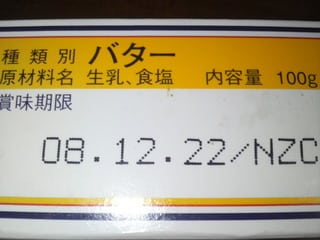 種類別 バター
原材料名 生乳、食塩 内容量 100g
賞味期限
08.12.22/NZC